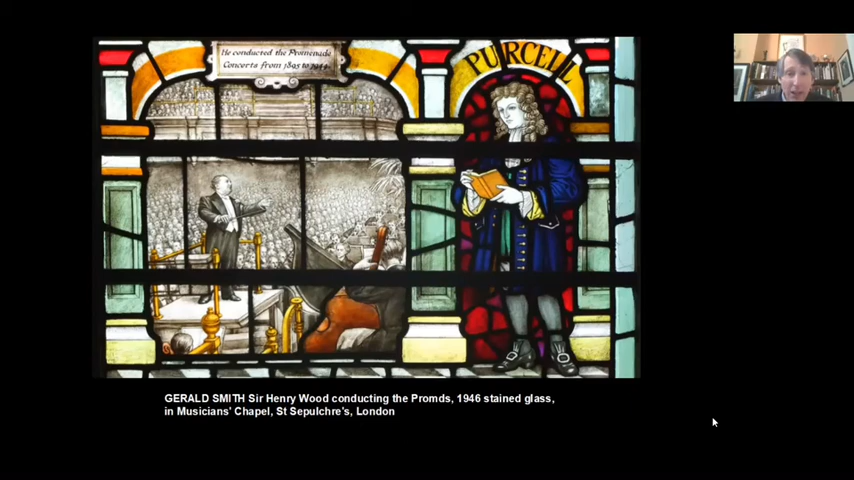 He conducted the Promenade
Concerts from 1895 to 1944.
PURCELL
GERALD SMITH Sir Henry Wood conducting the Promds, 1946 stained glass,
in Musicians' Chapel, St Sepulchre's, London